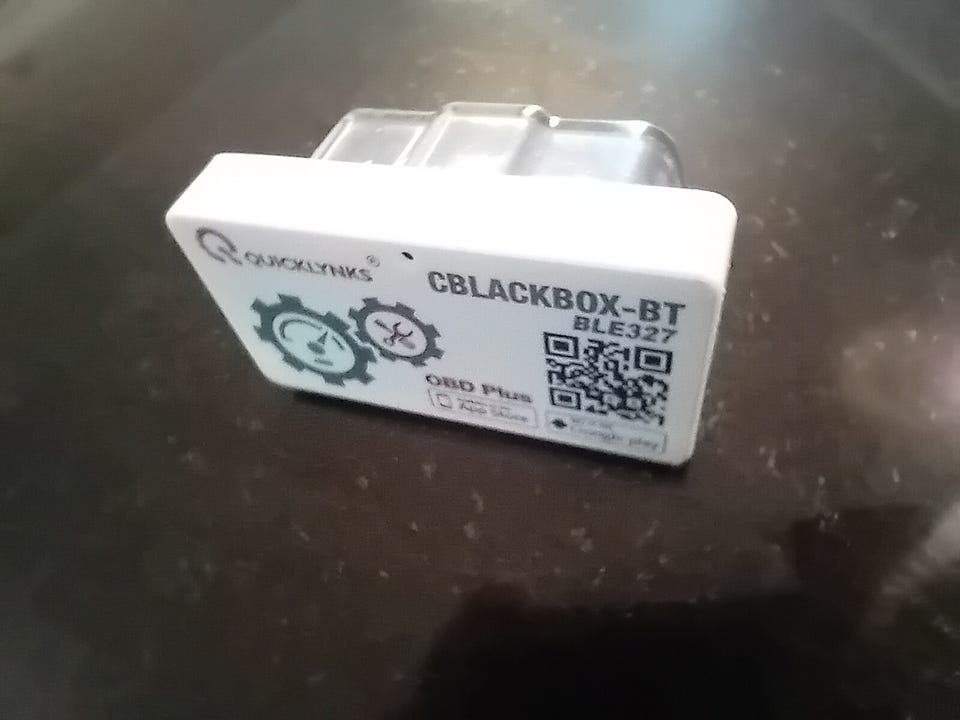 QUICKLYNKS®
CBLACKBOX-BT
BLE327
OBD Plus
App Store
Google play